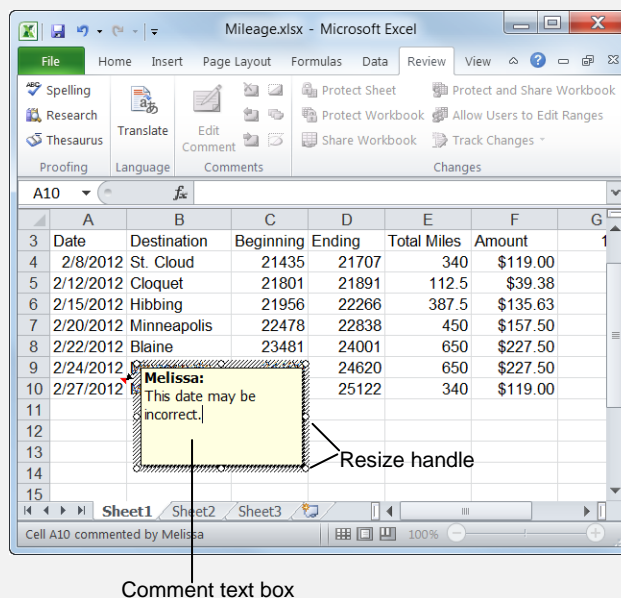 Mileage.xlsx - Microsoft Excel
File Home Insert Page Layout Formulas Data Review View
ABC Spelling
Research
Thesaurus
Proofing
Translate
Language
Edit
Comment
Comments
Protect Sheet Protect and Share Workbook
Protect Workbook Allow Users to Edit Ranges
Share Workbook Track Changes
Changes
A10 fx
A B C D E F G
3 Date Destination Beginning Ending Total Miles Amount 1
4 2/8/2012 St. Cloud 21435 21707 340 $119.00
5 2/12/2012 Cloquet 21801 21891 112.5 $39.38
6 2/15/2012 Hibbing 21956 22266 387.5 $135.63
7 2/20/2012 Minneapolis 22478 22838 450 $157.50
8 2/22/2012 Blaine 23481 24001 650 $227.50
9 2/24/2012 24620 650 $227.50
10 2/27/2012 25122 340 $119.00
11
12
13
14
15
Melissa:
This date may be
incorrect.
Resize handle
Sheet1 Sheet2 Sheet3
Cell A10 commented by Melissa 100%
Comment text box